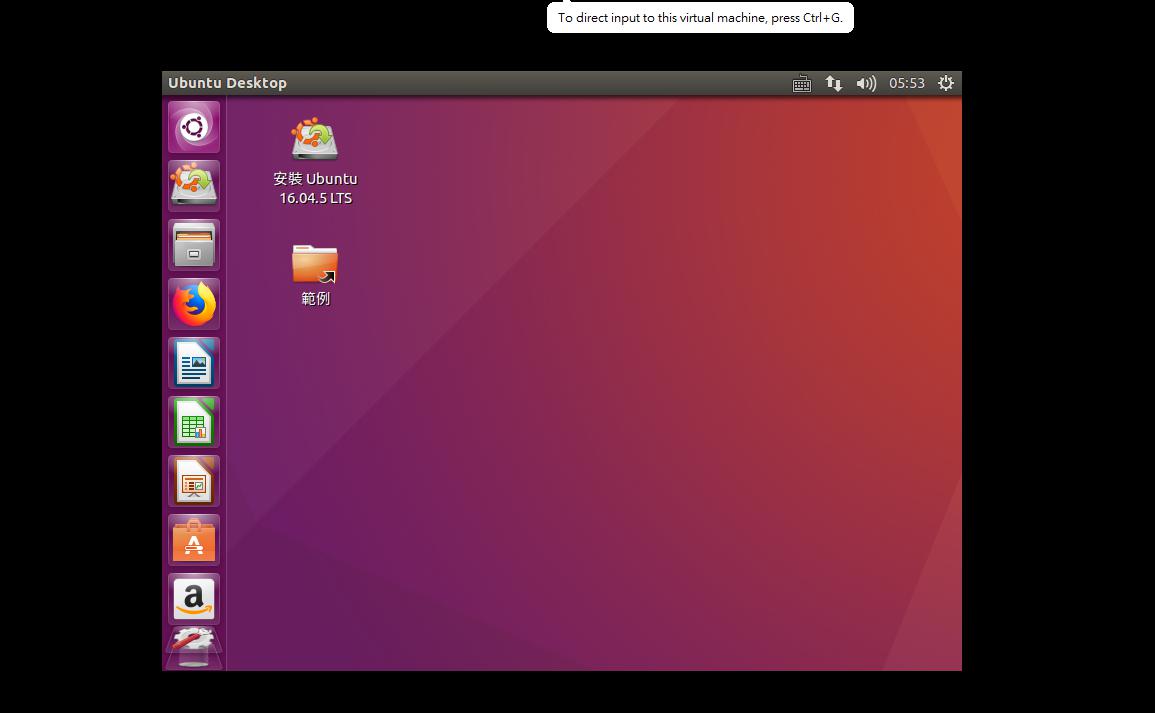 To direct input to this virtual machine, press Ctrl+G.
Ubuntu Desktop
05:53
安裝 Ubuntu
16.04.5 LTS
範例
A
a